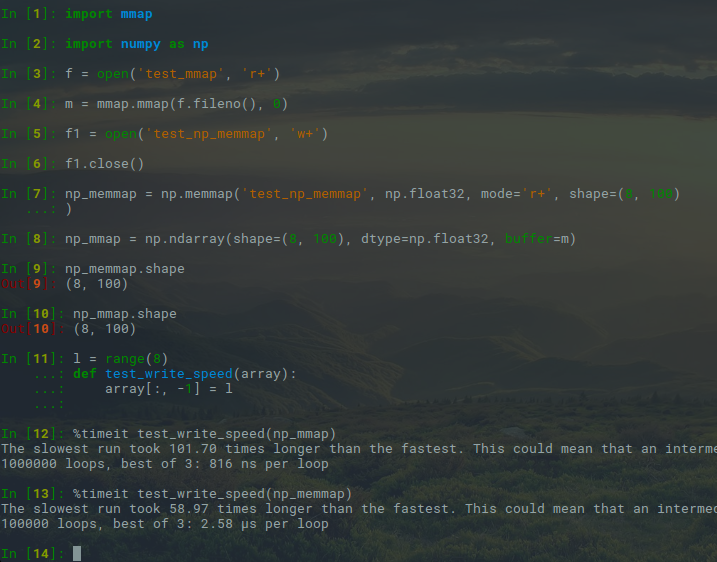 In [1]: import mmap
In [2]: import numpy as np
In [3]: f = open('test_mmap', 'r+')
In [4]: m = mmap.mmap(f.fileno(), 0)
In [5]: f1 = open('test_np_memmap', 'w+')
In [6]: f1.close()
In [7]: np_memmap = np.memmap('test_np_memmap', np.float32, mode='r+', shape=(8, 100)
...: )
In [8]: np_mmap = np.ndarray(shape=(8, 100), dtype=np.float32, buffer=m)
In [9]: np_memmap.shape
Out[9]: (8, 100)
In [10]: np_mmap.shape
Out[10]: (8, 100)
In [11]: l = range(8)
...: def test_write_speed(array):
...:     array[:, -1] = l
...:
In [12]: %timeit test_write_speed(np_mmap)
The slowest run took 101.70 times longer than the fastest. This could mean that an interme
1000000 loops, best of 3: 816 ns per loop
In [13]: %timeit test_write_speed(np_memmap)
The slowest run took 58.97 times longer than the fastest. This could mean that an intermed
100000 loops, best of 3: 2.58 µs per loop
In [14]: